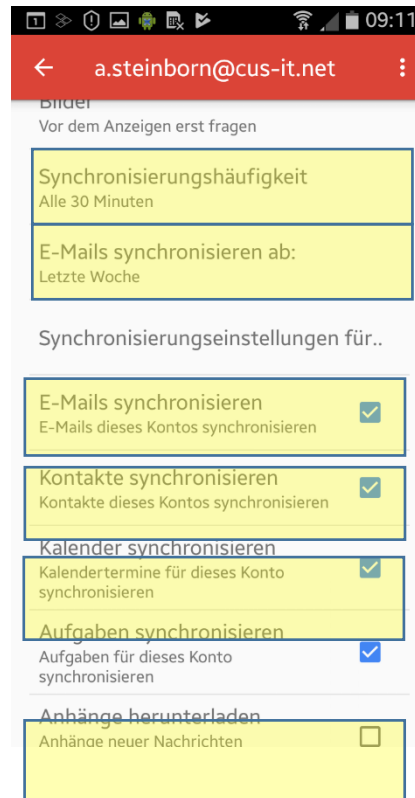 1 09:11
a.steinborn@cus-it.net
Bilder
Vor dem Anzeigen erst fragen
Synchronisierungshäufigkeit
Alle 30 Minuten
E-Mails synchronisieren ab:
Letzte Woche
Synchronisierungseinstellungen für..
E-Mails synchronisieren
E-Mails dieses Kontos synchronisieren
Kontakte synchronisieren
Kontakte dieses Kontos synchronisieren
Kalender synchronisieren
Kalendertermine für dieses Konto
synchronisieren
Aufgaben synchronisieren
Aufgaben für dieses Konto
synchronisieren
Anhänge herunterladen
Anhänge neuer Nachrichten